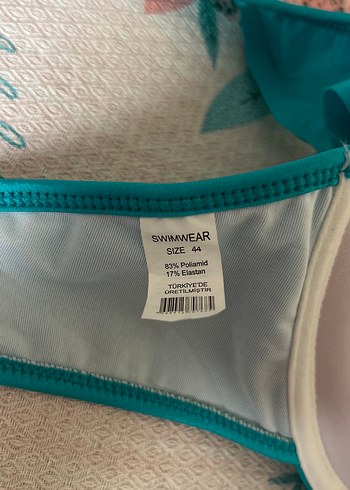 SWIMWEAR
SIZE 44
83% Poliamid
17% Elastan
TÜRKİYE'DE
ÜRETİLMİŞTİR